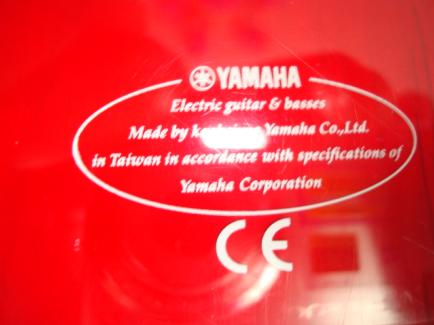 YAMAHA
Electric guitar & basses
Made by Yamaha Co.,Ltd.
in Taiwan in accordance with specifications of
Yamaha Corporation
CE